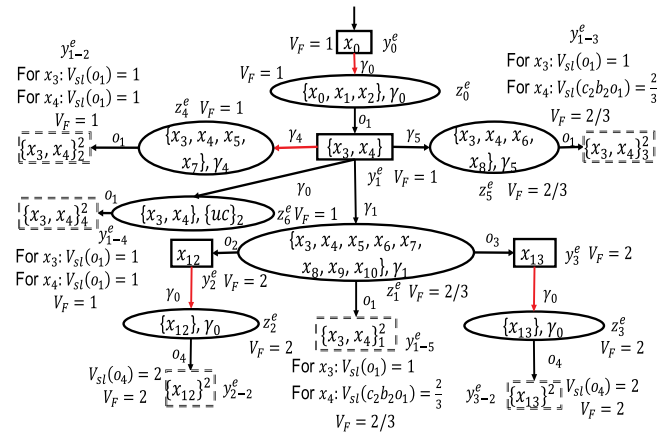 V_F = 1 x_0 y_0^e
γ_0
y_{1-2}^e
For x_3: V_{sl}(o_1) = 1
For x_4: V_{sl}(o_1) = 1
V_F = 1
y_{1-3}^e
For x_3: V_{sl}(o_1) = 1
For x_4: V_{sl}(c_2b_2o_1) = 2/3
V_F = 2/3
V_F = 1 {x_0, x_1, x_2}, γ_0 z_0^e
o_1
z_4^e V_F = 1
{x_3, x_4}_2^2 o_1 {x_3, x_4, x_5,
x_7}, γ_4
γ_4 {x_3, x_4} γ_5
y_1^e V_F = 1
{x_3, x_4, x_6,
x_8}, γ_5
o_1 {x_3, x_4}_3^2
z_5^e V_F = 2/3
γ_0
γ_1
{x_3, x_4}_4^2 o_1 {x_3, x_4}, {uc}_2 z_6^e V_F = 1
y_{1-4}^e
For x_3: V_{sl}(o_1) = 1
For x_4: V_{sl}(o_1) = 1
V_F = 1
{x_3, x_4, x_5, x_6, x_7,
x_8, x_9, x_10}, γ_1
z_1^e V_F = 2/3
x_12 o_2
y_2^e V_F = 2
o_3 x_13 y_3^e V_F = 2
γ_0
o_1
γ_0
{x_12}, γ_0 z_2^e
V_F = 2
{x_3, x_4}_1^2 y_{1-5}^e
For x_3: V_{sl}(o_1) = 1
For x_4: V_{sl}(c_2b_2o_1) = 2/3
V_F = 2/3
{x_13}, γ_0 z_3^e
V_F = 2
o_4
V_{sl}(o_4) = 2
V_F = 2
{x_12}^2 y_{2-2}^e
o_4
y_{3-2}^e {x_13}^2
V_{sl}(o_4) = 2
V_F = 2